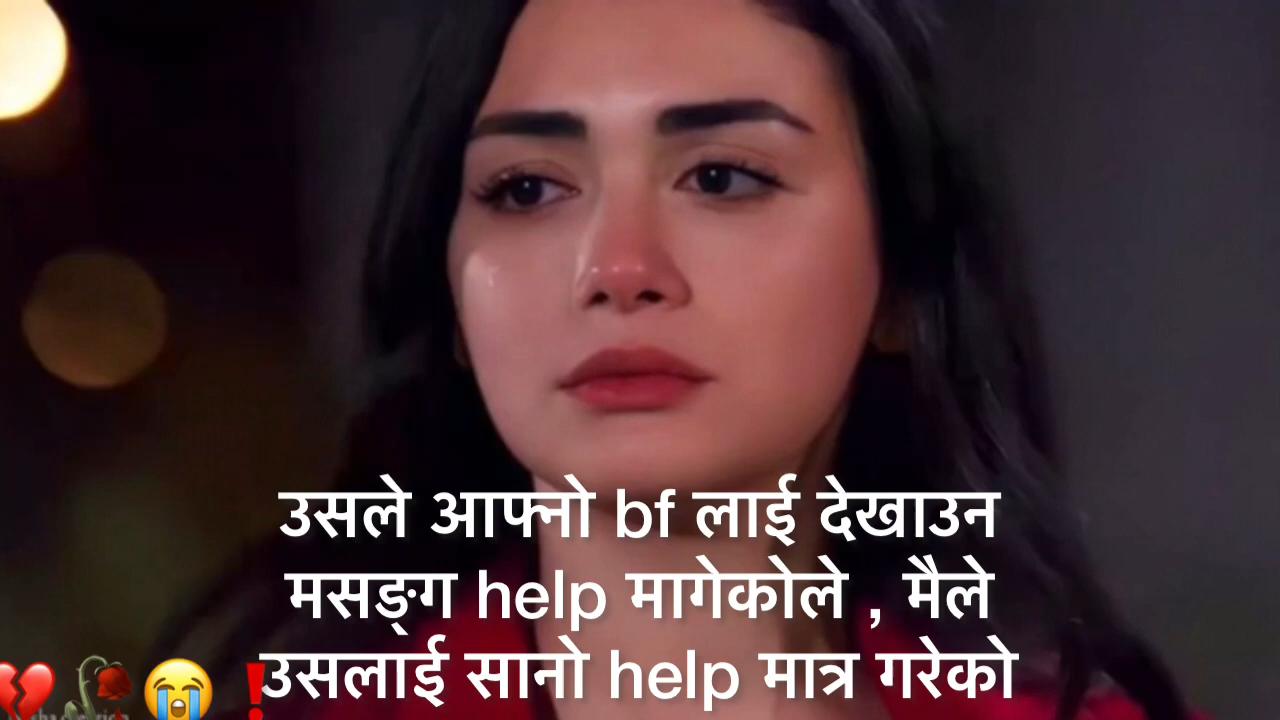 उसले आफ्नो bf लाई देखाउन
मसङ्ग help मागेकोले , मैले
उसलाई सानो help मात्र गरेको